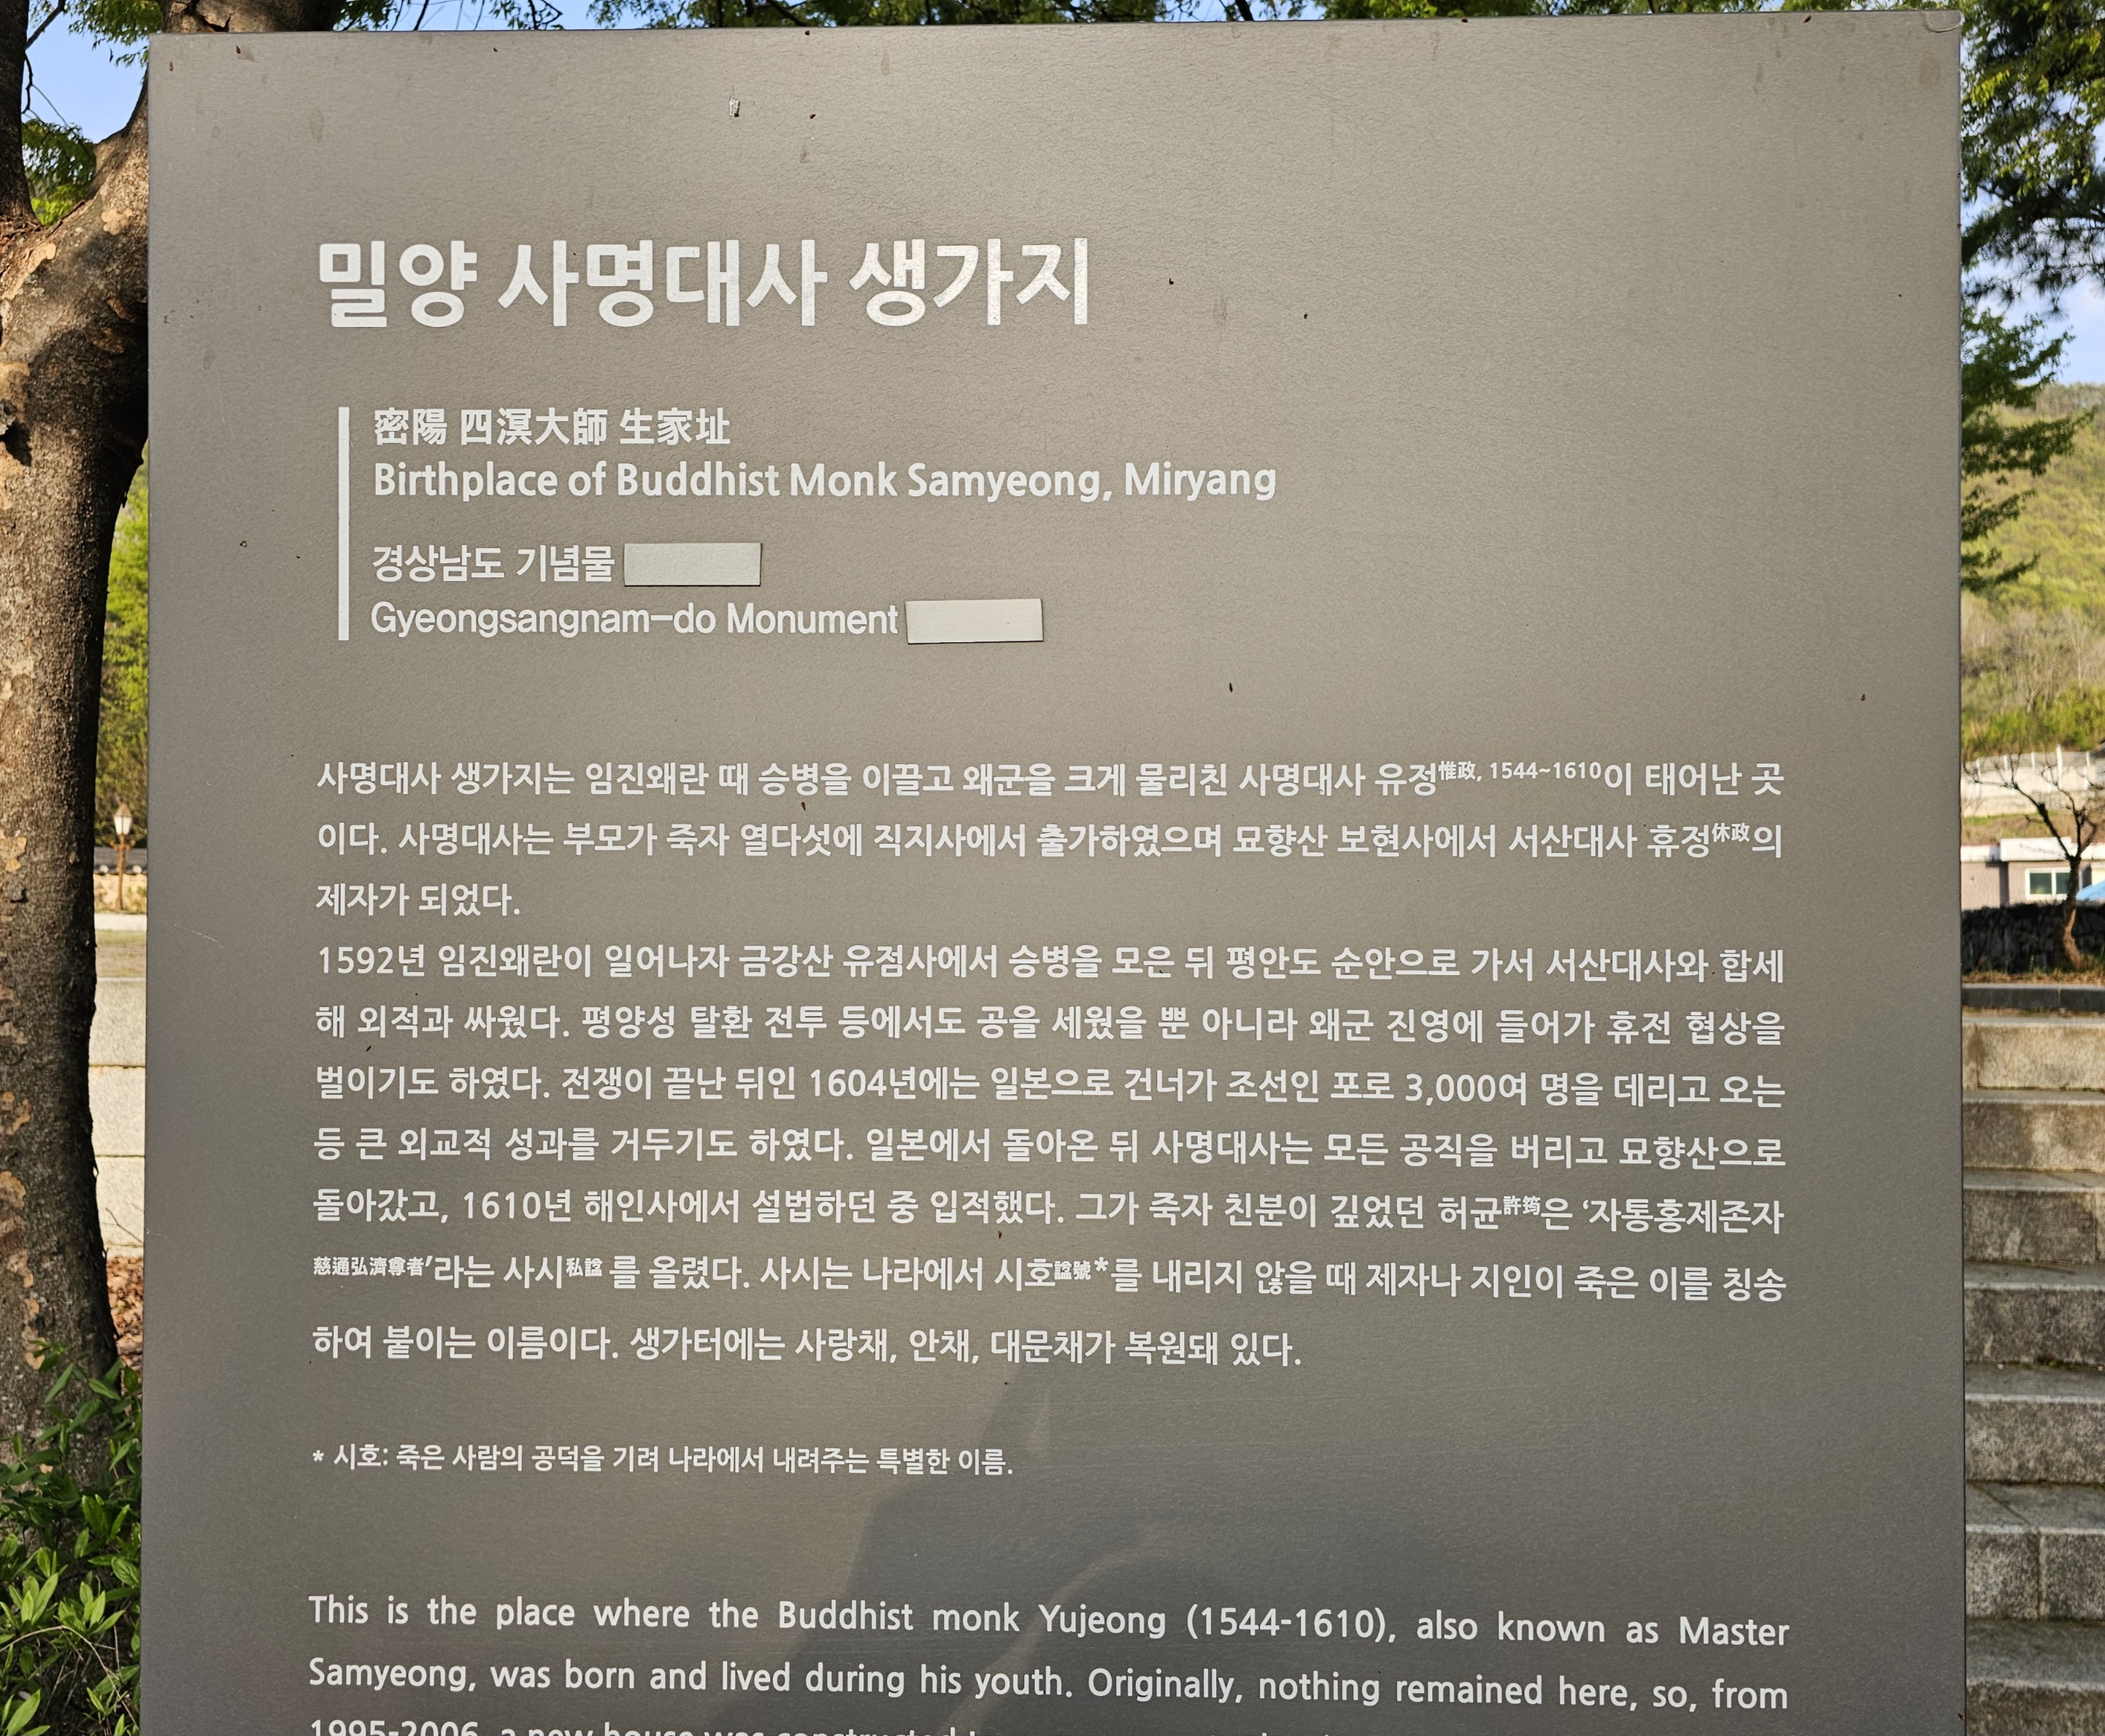 밀양 사명대사 생가지
密陽 四溟大師 生家址
Birthplace of Buddhist Monk Samyeong, Miryang
경상남도 기념물
Gyeongsangnam-do Monument
사명대사 생가지는 임진왜란 때 승병을 이끌고 왜군을 크게 물리친 사명대사 유정惟政, 1544~1610이 태어난 곳
이다. 사명대사는 부모가 죽자 열다섯에 직지사에서 출가하였으며 묘향산 보현사에서 서산대사 휴정休政의
제자가 되었다.
1592년 임진왜란이 일어나자 금강산 유점사에서 승병을 모은 뒤 평안도 순안으로 가서 서산대사와 합세
해 외적과 싸웠다. 평양성 탈환 전투 등에서도 공을 세웠을 뿐 아니라 왜군 진영에 들어가 휴전 협상을
벌이기도 하였다. 전쟁이 끝난 뒤인 1604년에는 일본으로 건너가 조선인 포로 3,000여 명을 데리고 오는
등 큰 외교적 성과를 거두기도 하였다. 일본에서 돌아온 뒤 사명대사는 모든 공직을 버리고 묘향산으로
돌아갔고, 1610년 해인사에서 설법하던 중 입적했다. 그가 죽자 친분이 깊었던 허균許筠은 ‘자통홍제존자
慈通弘濟尊者’라는 사시私諡 를 올렸다. 사시는 나라에서 시호諡號*를 내리지 않을 때 제자나 지인이 죽은 이를 칭송
하여 붙이는 이름이다. 생가터에는 사랑채, 안채, 대문채가 복원돼 있다.
* 시호: 죽은 사람의 공덕을 기려 나라에서 내려주는 특별한 이름.
This is the place where the Buddhist monk Yujeong (1544-1610), also known as Master
Samyeong, was born and lived during his youth. Originally, nothing remained here, so, from
1995-2006, a new house was constructed